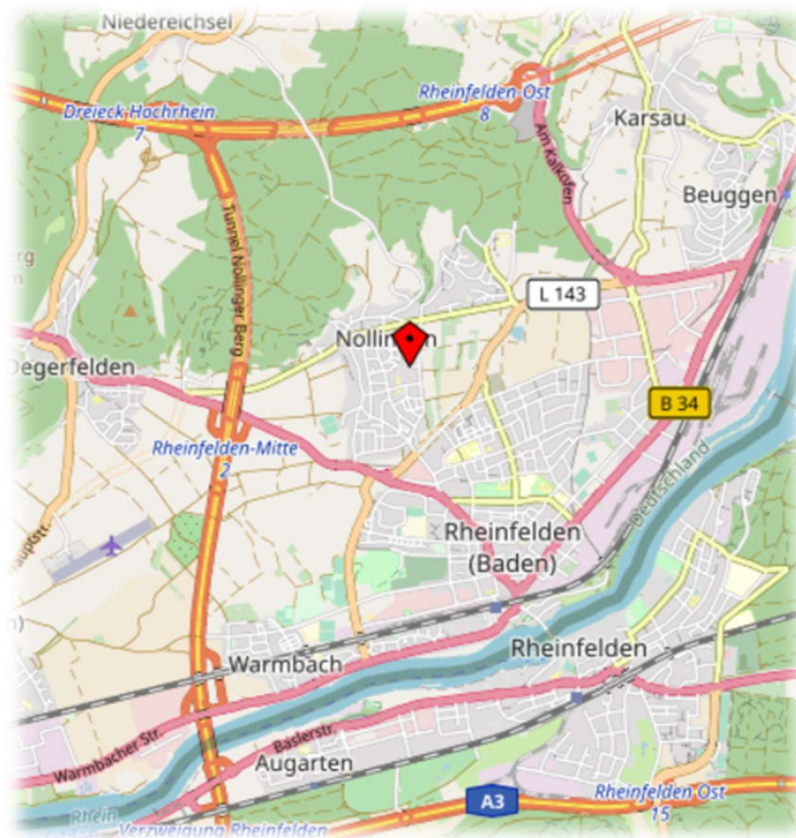 Niedereichsel
Rheinfelden Ost
8
Dreieck Hochrhein
7
Karsau
Am Kalkofen
Beuggen
Tunnel Nollinger Berg
L 143
Degerfelden
B 34
Rheinfelden-Mitte
2
Deutschland
Rheinfelden
(Baden)
Rheinfelden
Warmbach
Baslerstr.
Warmbacher Str.
Augarten
A3
Rheinfelden Ost
15
Rhein
Verzweigung Rheinfelden